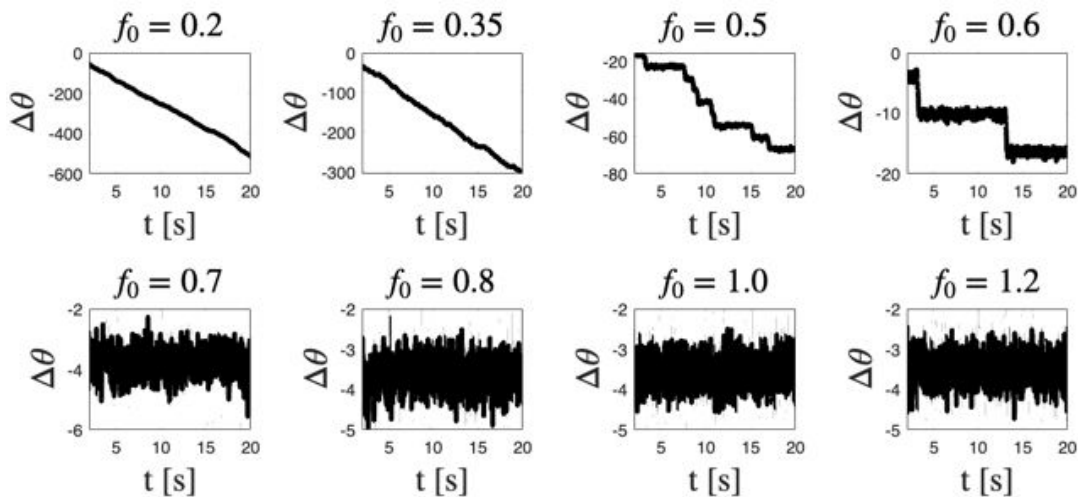 f₀ = 0.2 f₀ = 0.35 f₀ = 0.5 f₀ = 0.6
Δθ 0 -200 -400 -600 Δθ 0 -100 -200 -300 Δθ -20 -40 -60 -80 Δθ 0 -10 -20
5 10 15 20 5 10 15 20 5 10 15 20 5 10 15 20
t [s] t [s] t [s] t [s]
f₀ = 0.7 f₀ = 0.8 f₀ = 1.0 f₀ = 1.2
Δθ -2 -4 -6 Δθ -2 -3 -4 -5 Δθ -2 -3 -4 -5 Δθ -2 -3 -4 -5
5 10 15 20 5 10 15 20 5 10 15 20 5 10 15 20
t [s] t [s] t [s] t [s]